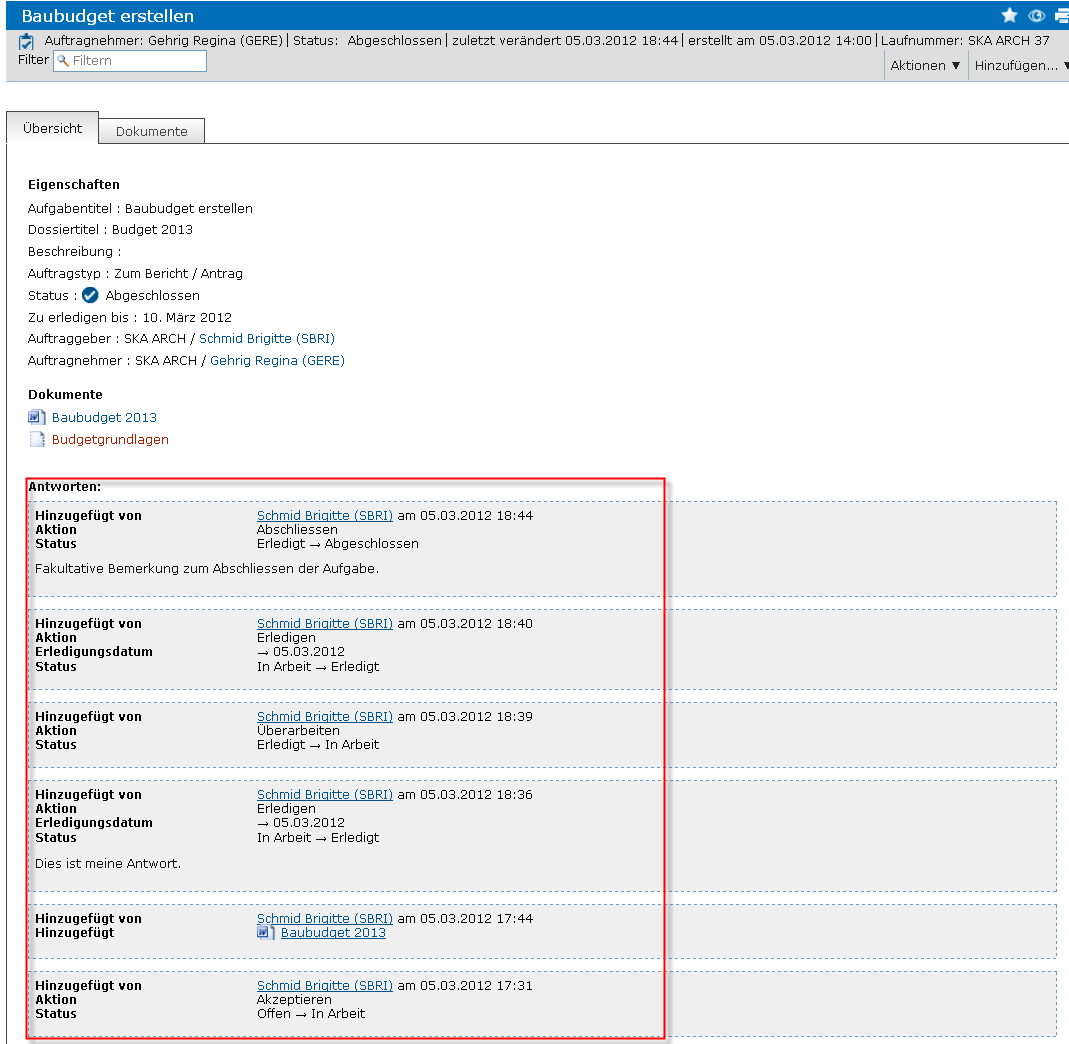 Baubudget erstellen
Auftragnehmer: Gehrig Regina (GERE) | Status: Abgeschlossen | zuletzt verändert 05.03.2012 18:44 | erstellt am 05.03.2012 14:00 | Laufnummer: SKA ARCH 37
Filter Filtern
Aktionen ▼ Hinzufügen... ▼
Übersicht Dokumente
Eigenschaften
Aufgabentitel : Baubudget erstellen
Dossiertitel : Budget 2013
Beschreibung :
Auftragstyp : Zum Bericht / Antrag
Status : Abgeschlossen
Zu erledigen bis : 10. März 2012
Auftraggeber : SKA ARCH / Schmid Brigitte (SBRI)
Auftragnehmer : SKA ARCH / Gehrig Regina (GERE)
Dokumente
Baubudget 2013
Budgetgrundlagen
Antworten:
Hinzugefügt von Schmid Brigitte (SBRI) am 05.03.2012 18:44
Aktion Abschliessen
Status Erledigt → Abgeschlossen
Fakultative Bemerkung zum Abschliessen der Aufgabe.
Hinzugefügt von Schmid Brigitte (SBRI) am 05.03.2012 18:40
Aktion Erledigen
Erledigungsdatum → 05.03.2012
Status In Arbeit → Erledigt
Hinzugefügt von Schmid Brigitte (SBRI) am 05.03.2012 18:39
Aktion Überarbeiten
Status Erledigt → In Arbeit
Hinzugefügt von Schmid Brigitte (SBRI) am 05.03.2012 18:36
Aktion Erledigen
Erledigungsdatum → 05.03.2012
Status In Arbeit → Erledigt
Dies ist meine Antwort.
Hinzugefügt von Schmid Brigitte (SBRI) am 05.03.2012 17:44
Hinzugefügt Baubudget 2013
Hinzugefügt von Schmid Brigitte (SBRI) am 05.03.2012 17:31
Aktion Akzeptieren
Status Offen → In Arbeit